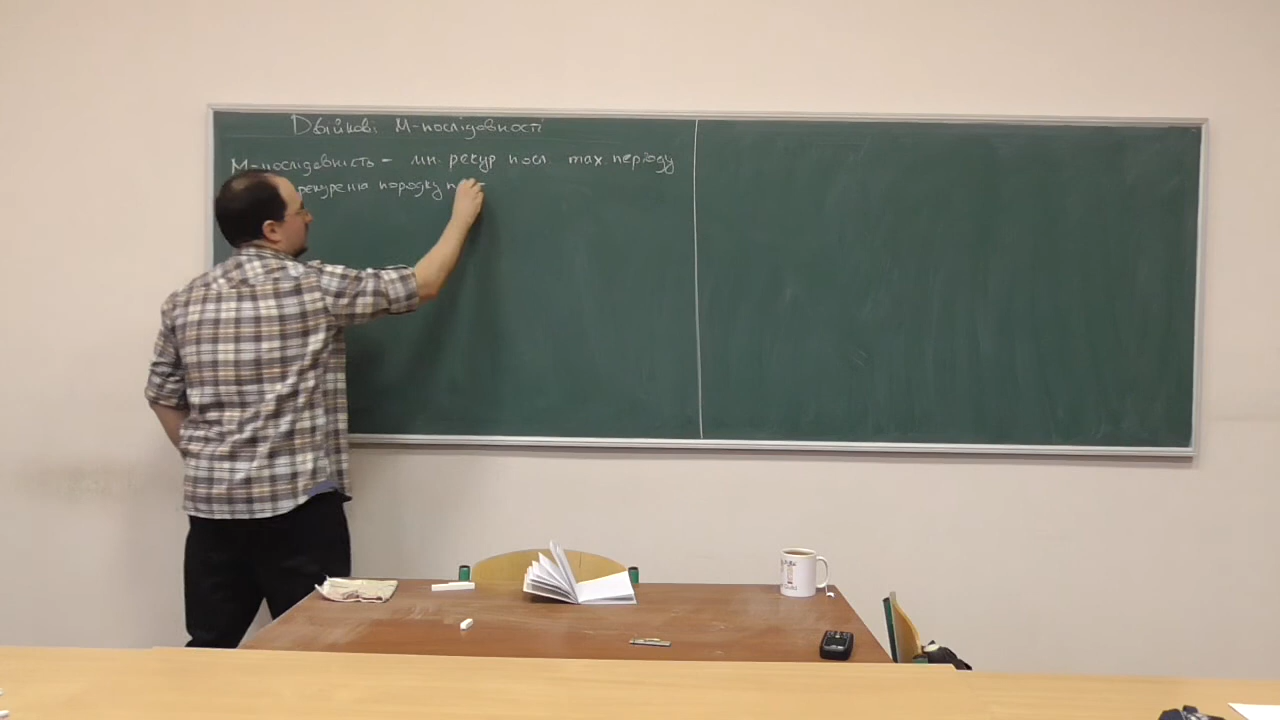 Двійкові М-послідовності
М-послідовність - лін. рекур посл. max. періоду
рекурента порядку n -